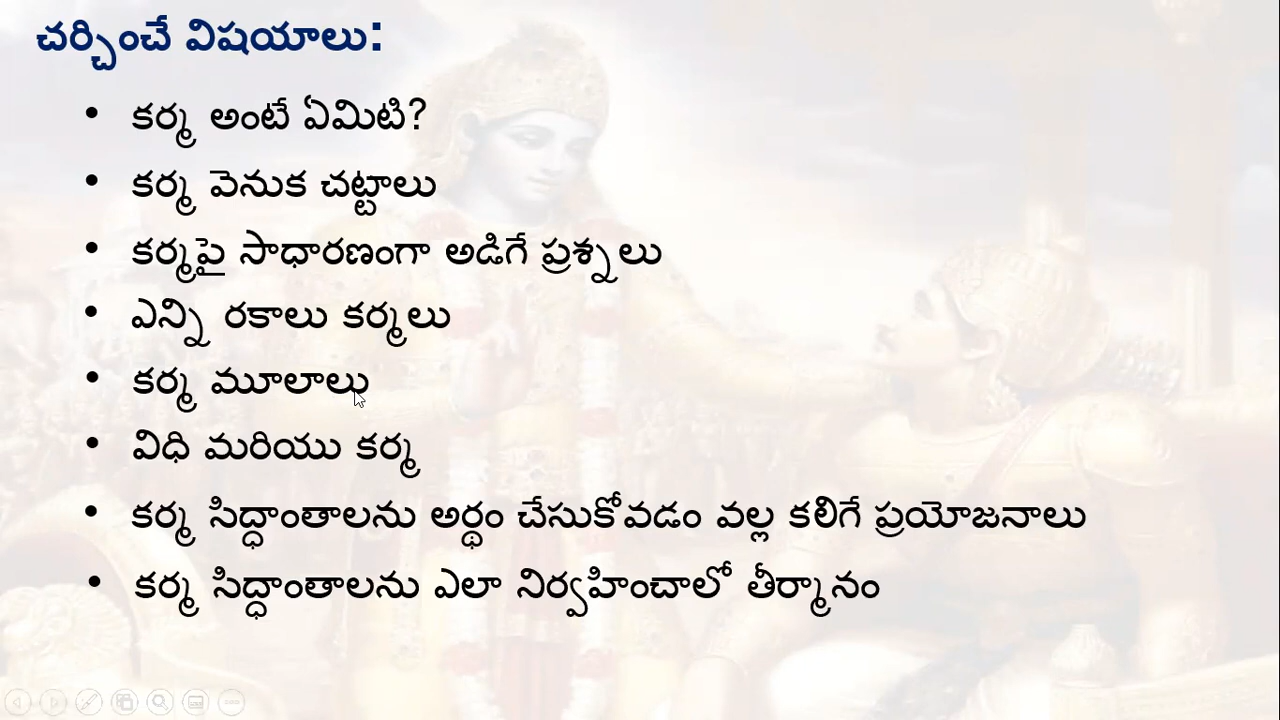 చర్చించే విషయాలు:
• కర్మ అంటే ఏమిటి?
• కర్మ వెనుక చట్టాలు
• కర్మపై సాధారణంగా అడిగే ప్రశ్నలు
• ఎన్ని రకాలు కర్మలు
• కర్మ మూలాలు
• విధి మరియు కర్మ
• కర్మ సిద్ధాంతాలను అర్థం చేసుకోవడం వల్ల కలిగే ప్రయోజనాలు
• కర్మ సిద్ధాంతాలను ఎలా నిర్వహించాలో తీర్మానం